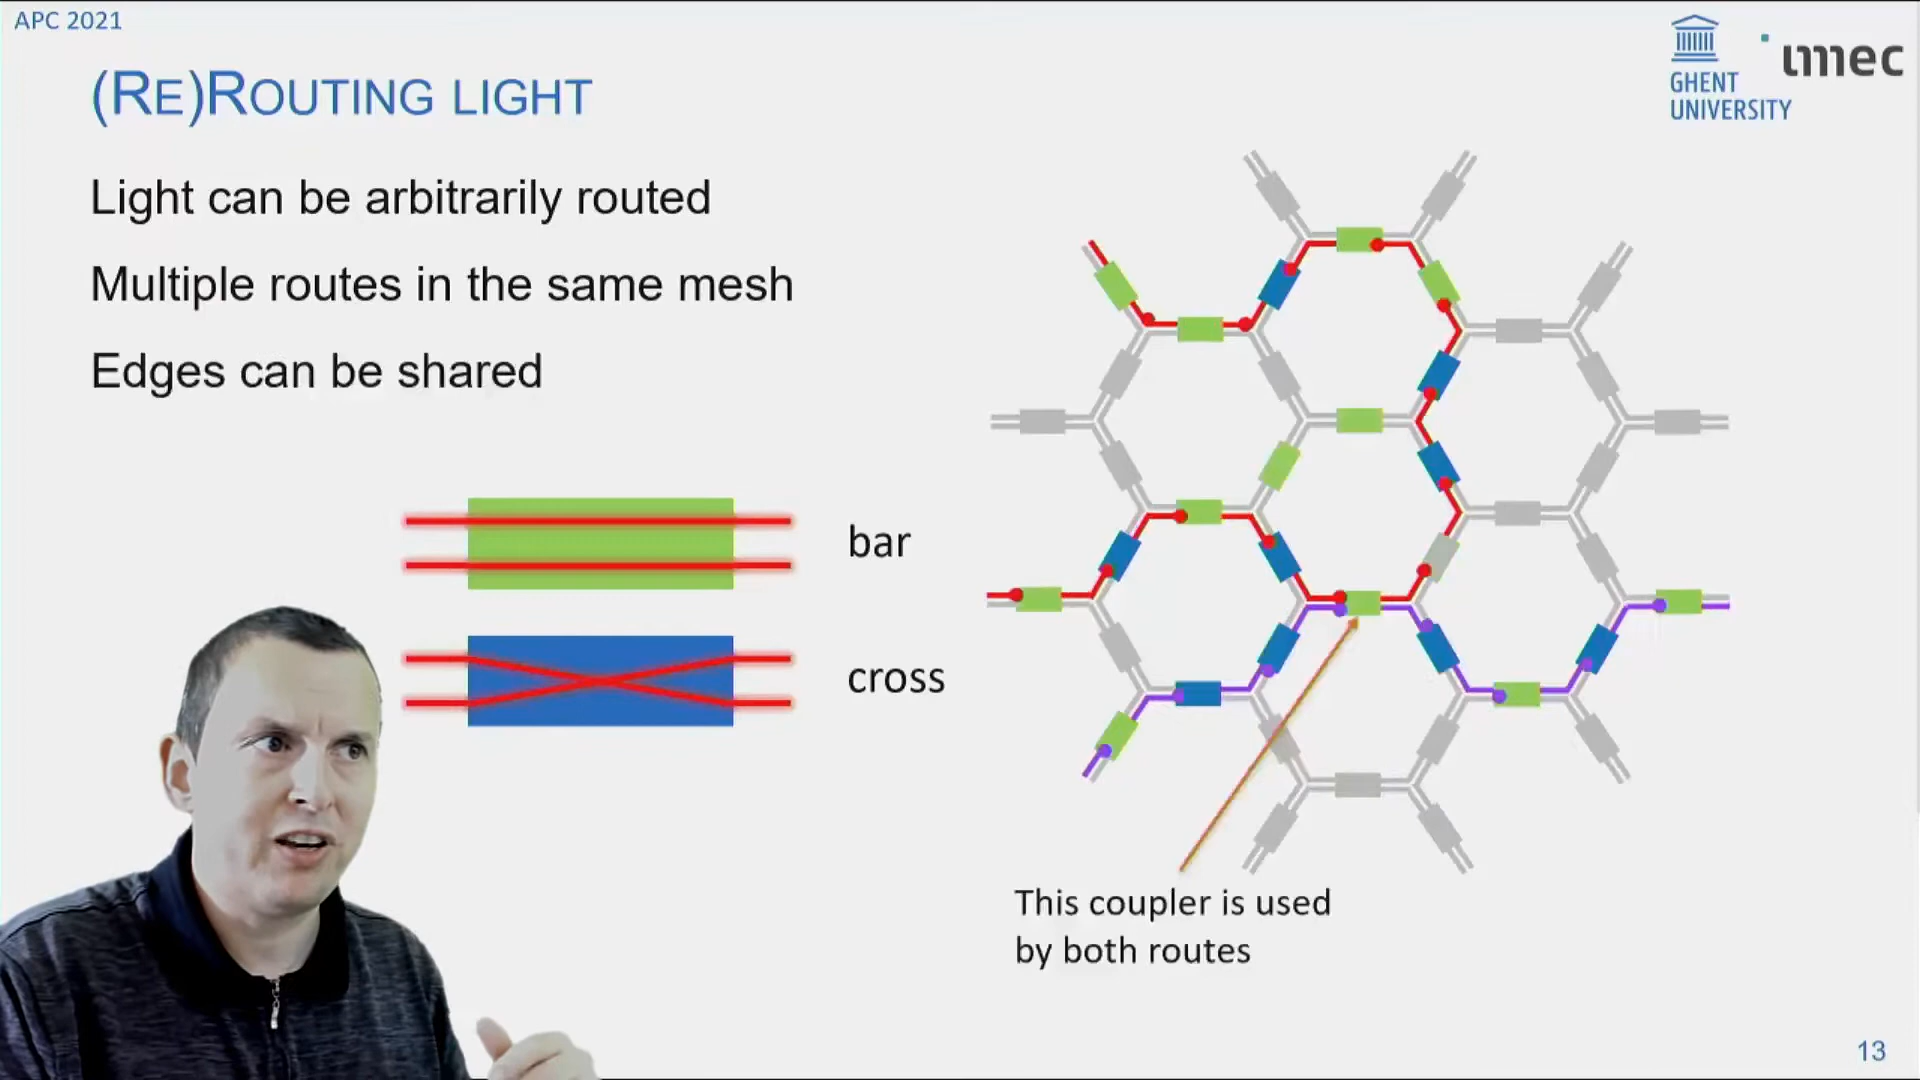 APC 2021
GHENT
UNIVERSITY
imec
(RE)ROUTING LIGHT
Light can be arbitrarily routed
Multiple routes in the same mesh
Edges can be shared
bar
cross
This coupler is used
by both routes
13